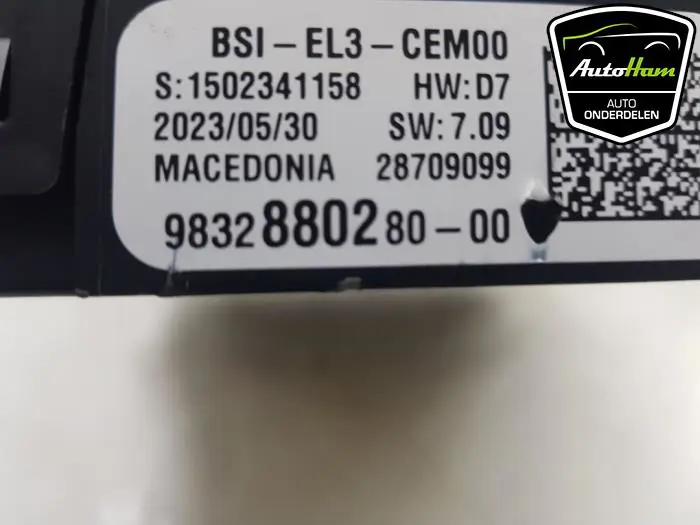 BSI-EL3-CEM00
S:1502341158 HW:D7
2023/05/30 SW:7.09
MACEDONIA 28709099
9832880280-00
AutoHam
AUTO
ONDERDELEN